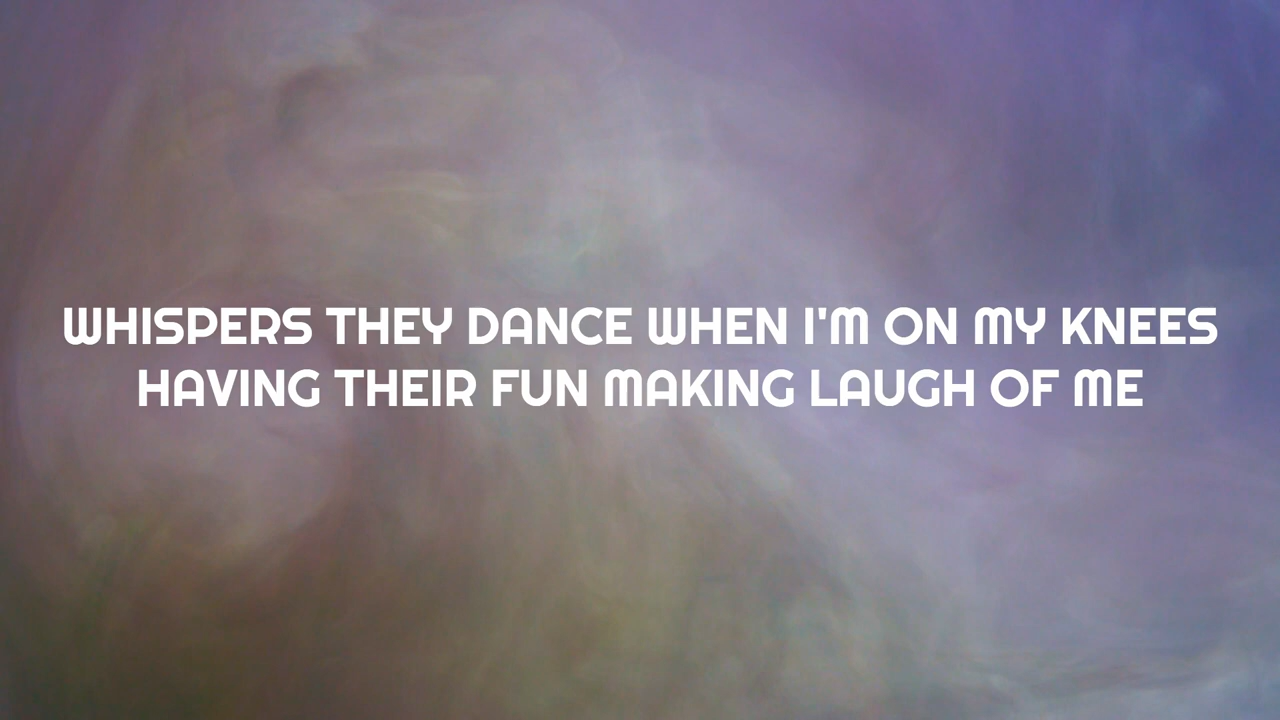 WHISPERS THEY DANCE WHEN I'M ON MY KNEES
HAVING THEIR FUN MAKING LAUGH OF ME